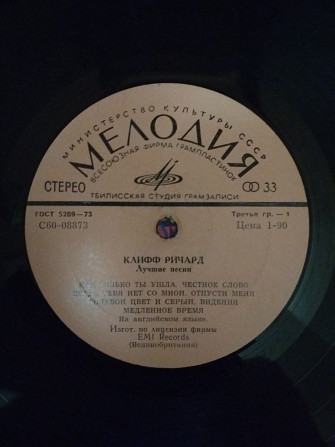 МИНИСТЕРСТВО КУЛЬТУРЫ СССР
МЕЛОДИЯ
ВСЕСОЮЗНАЯ ФИРМА ГРАМПЛАСТИНОК
СТЕРЕО
33
ТБИЛИССКАЯ СТУДИЯ ГРАМЗАПИСИ
ГОСТ 5289-73
Третья гр. — 1
С60-08873
Цена 1-90
КЛИФФ РИЧАРД
Лучшие песни
ТОЛЬКО ТЫ УШЛА. ЧЕСТНОЕ СЛОВО
НЕТ СО МНОЙ. ОТПУСТИ МЕНЯ
ЦВЕТ И СЕРЫЙ. ВИДЕНИЯ
МЕДЛЕННОЕ ВРЕМЯ
На английском языке.
Изгот. по лицензии фирмы
EMI Records
(Великобритания)